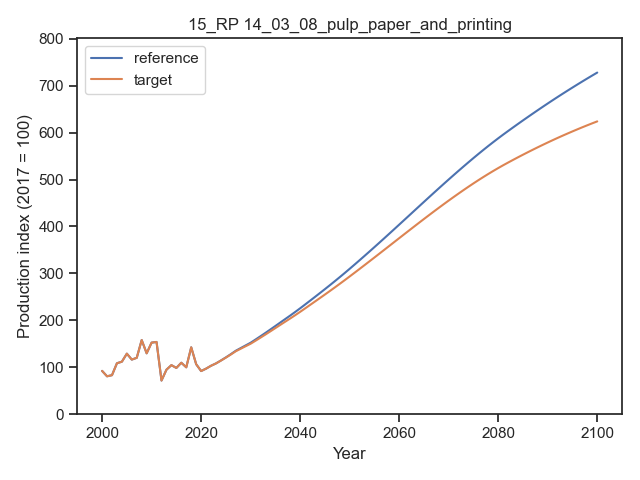 15_RP 14_03_08_pulp_paper_and_printing
800
700
600
500
400
300
200
100
0
Production index (2017 = 100)
reference
target
2000 2020 2040 2060 2080 2100
Year